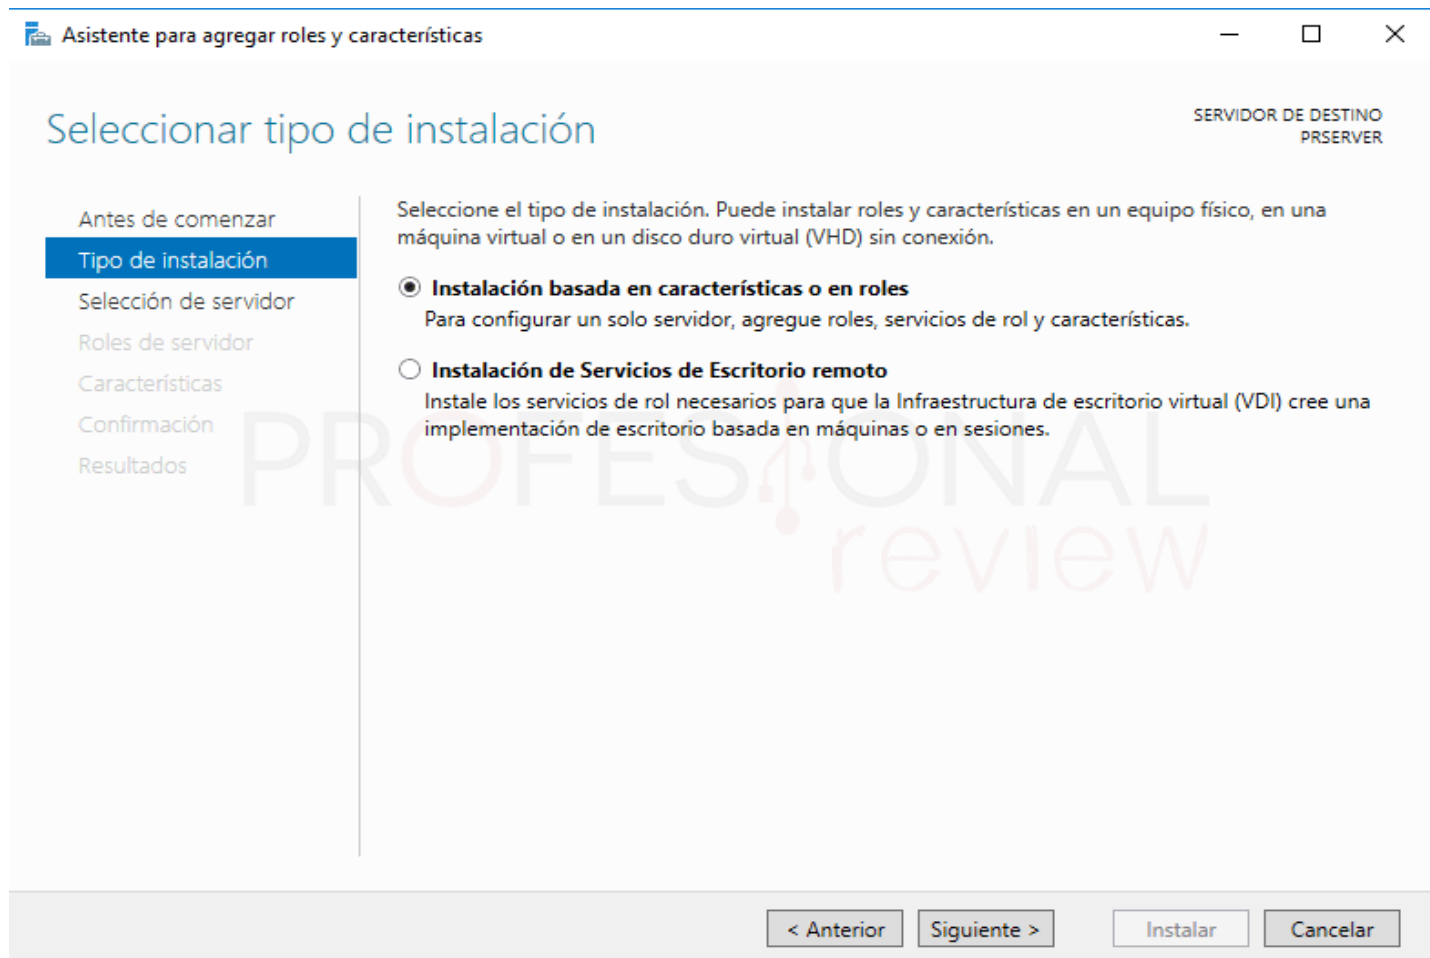 Asistente para agregar roles y características
Seleccionar tipo de instalación
SERVIDOR DE DESTINO
PRSERVER
Antes de comenzar
Tipo de instalación
Selección de servidor
Roles de servidor
Características
Confirmación
Resultados
Seleccione el tipo de instalación. Puede instalar roles y características en un equipo físico, en una
máquina virtual o en un disco duro virtual (VHD) sin conexión.
Instalación basada en características o en roles
Para configurar un solo servidor, agregue roles, servicios de rol y características.
Instalación de Servicios de Escritorio remoto
Instale los servicios de rol necesarios para que la Infraestructura de escritorio virtual (VDI) cree una
implementación de escritorio basada en máquinas o en sesiones.
PROFESIONAL
review
< Anterior
Siguiente >
Instalar
Cancelar